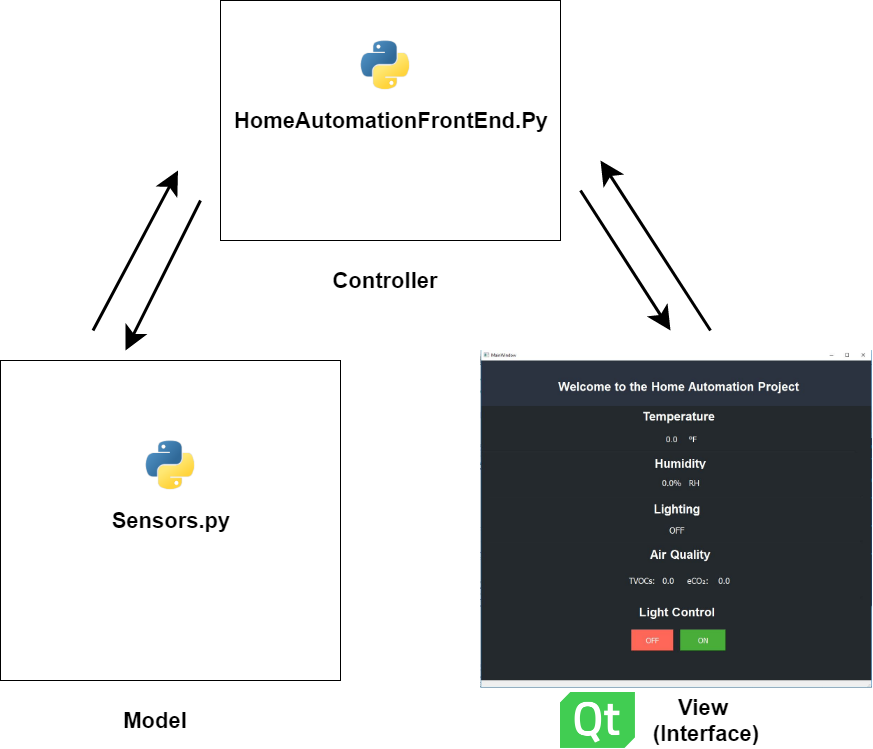 HomeAutomationFrontEnd.Py
Controller
Sensors.py
Model
MainWindow
Welcome to the Home Automation Project
Temperature
0.0 ºF
Humidity
0.0% RH
Lighting
OFF
Air Quality
TVOCs: 0.0 eCO₂: 0.0
Light Control
OFF ON
Qt
View
(Interface)